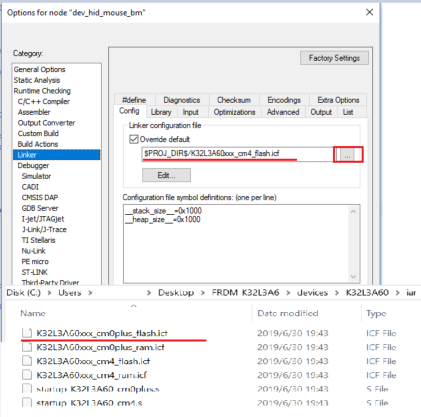 Options for node "dev_hid_mouse_bm"
Category:
Factory Settings
General Options
Static Analysis
Runtime Checking
C/C++ Compiler
Assembler
Output Converter
Custom Build
Build Actions
Linker
Debugger
Simulator
CADI
CMSIS DAP
GDB Server
I-jet/JTAGjet
J-Link/J-Trace
TI Stellaris
Nu-Link
PE micro
ST-LINK
Third-Party Driver
#define Diagnostics Checksum Encodings Extra Options
Config Library Input Optimizations Advanced Output List
Linker configuration file
Override default
$PROJ_DIR$/K32L3A60xxx_cm4_flash.icf
...
Edit...
Configuration file symbol definitions: (one per line)
__stack_size__=0x1000
__heap_size__=0x1000
Disk (C:) > Users > > Desktop > FRDM K32L3A6 > devices > K32L3A60 > iar
Name Date modified Type
K32L3A60xxx_cm0plus_flash.icf 2019/6/30 19:43 ICF File
K32L3A60xxx_cm0plus_ram.icf 2019/6/30 19:43 ICF File
K32L3A60xxx_cm4_flash.icf 2019/6/30 19:43 ICF File
K32L3A60xxx_cm4_ram.icf 2019/6/30 19:43 ICF File
startup_K32L3A60_cm0plus.s 2019/6/30 19:43 S File
startup_K32L3A60_cm4.s 2019/6/30 19:43 S File